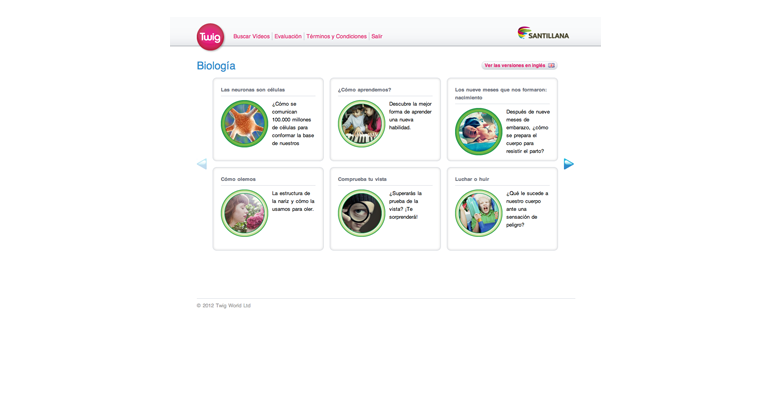 Twig
Buscar Vídeos
Evaluación
Términos y Condiciones
Salir
SANTILLANA
Biología
Ver las versiones en inglés
Las neuronas son células
¿Cómo se
comunican
100.000 millones
de células para
conformar la base
de nuestros
¿Cómo aprendemos?
Descubre la mejor
forma de aprender
una nueva
habilidad.
Los nueve meses que nos formaron:
nacimiento
Después de nueve
meses de
embarazo, ¿cómo
se prepara el
cuerpo para
resistir el parto?
Cómo olemos
La estructura de
la nariz y cómo la
usamos para oler.
Comprueba tu vista
¿Superarás la
prueba de la
vista? ¡Te
sorprenderá!
Luchar o huir
¿Qué le sucede a
nuestro cuerpo
ante una
sensación de
peligro?
© 2012 Twig World Ltd